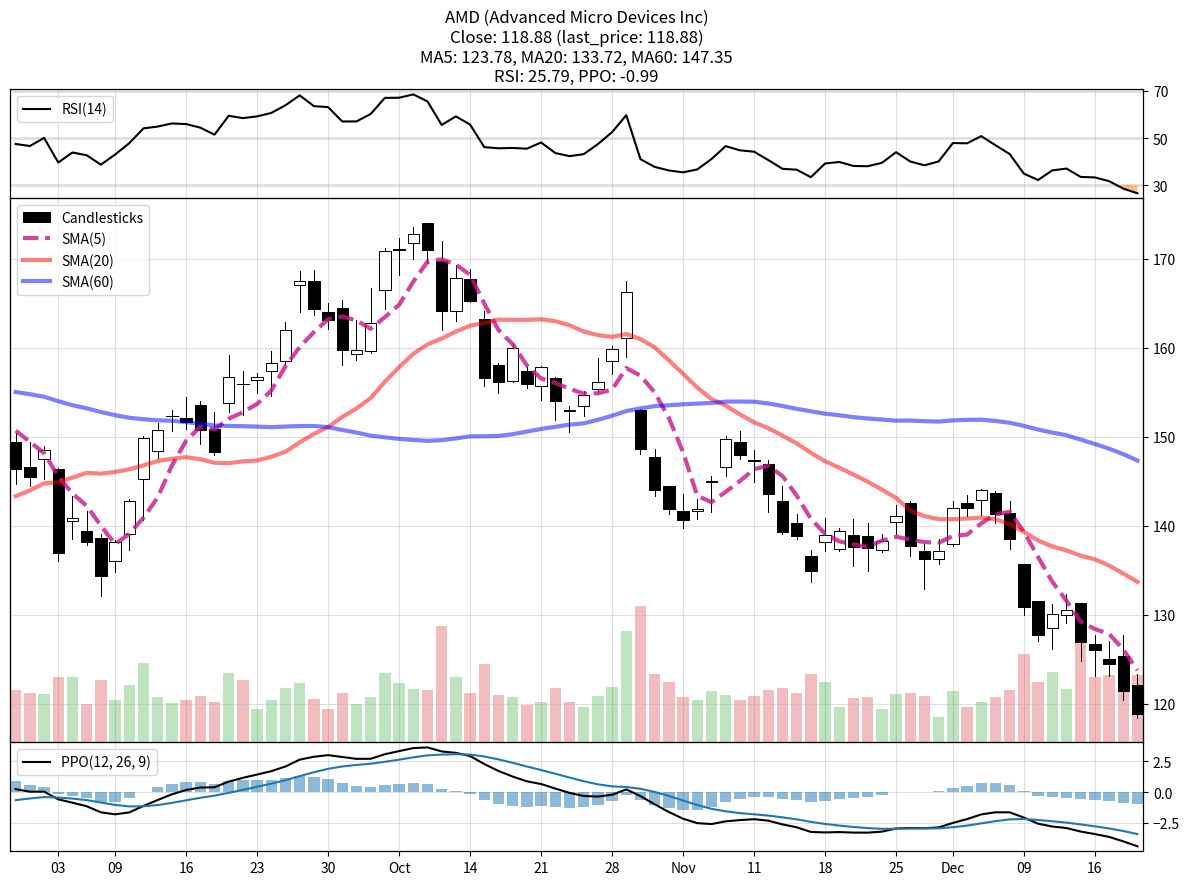 AMD (Advanced Micro Devices Inc)
Close: 118.88 (last_price: 118.88)
MA5: 123.78, MA20: 133.72, MA60: 147.35
RSI: 25.79, PPO: -0.99
RSI(14)
70
50
30
Candlesticks
SMA(5)
SMA(20)
SMA(60)
170
160
150
140
130
120
PPO(12, 26, 9)
2.5
0.0
−2.5
03 09 16 23 30 Oct 14 21 28 Nov 11 18 25 Dec 09 16